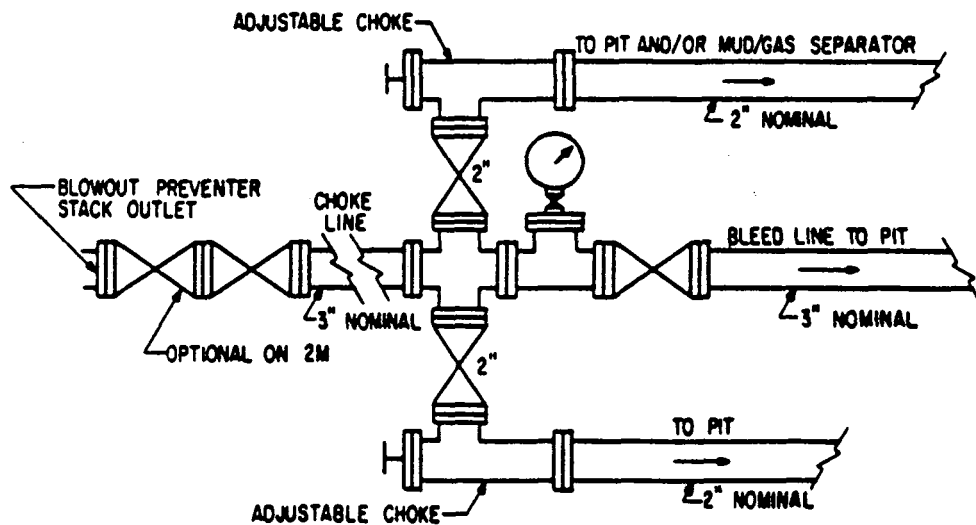 ADJUSTABLE CHOKE
TO PIT AND/OR MUD/GAS SEPARATOR
2" NOMINAL
2"
BLOWOUT PREVENTER
STACK OUTLET
CHOKE
LINE
BLEED LINE TO PIT
3" NOMINAL
3" NOMINAL
OPTIONAL ON 2M
2"
TO PIT
2" NOMINAL
ADJUSTABLE CHOKE